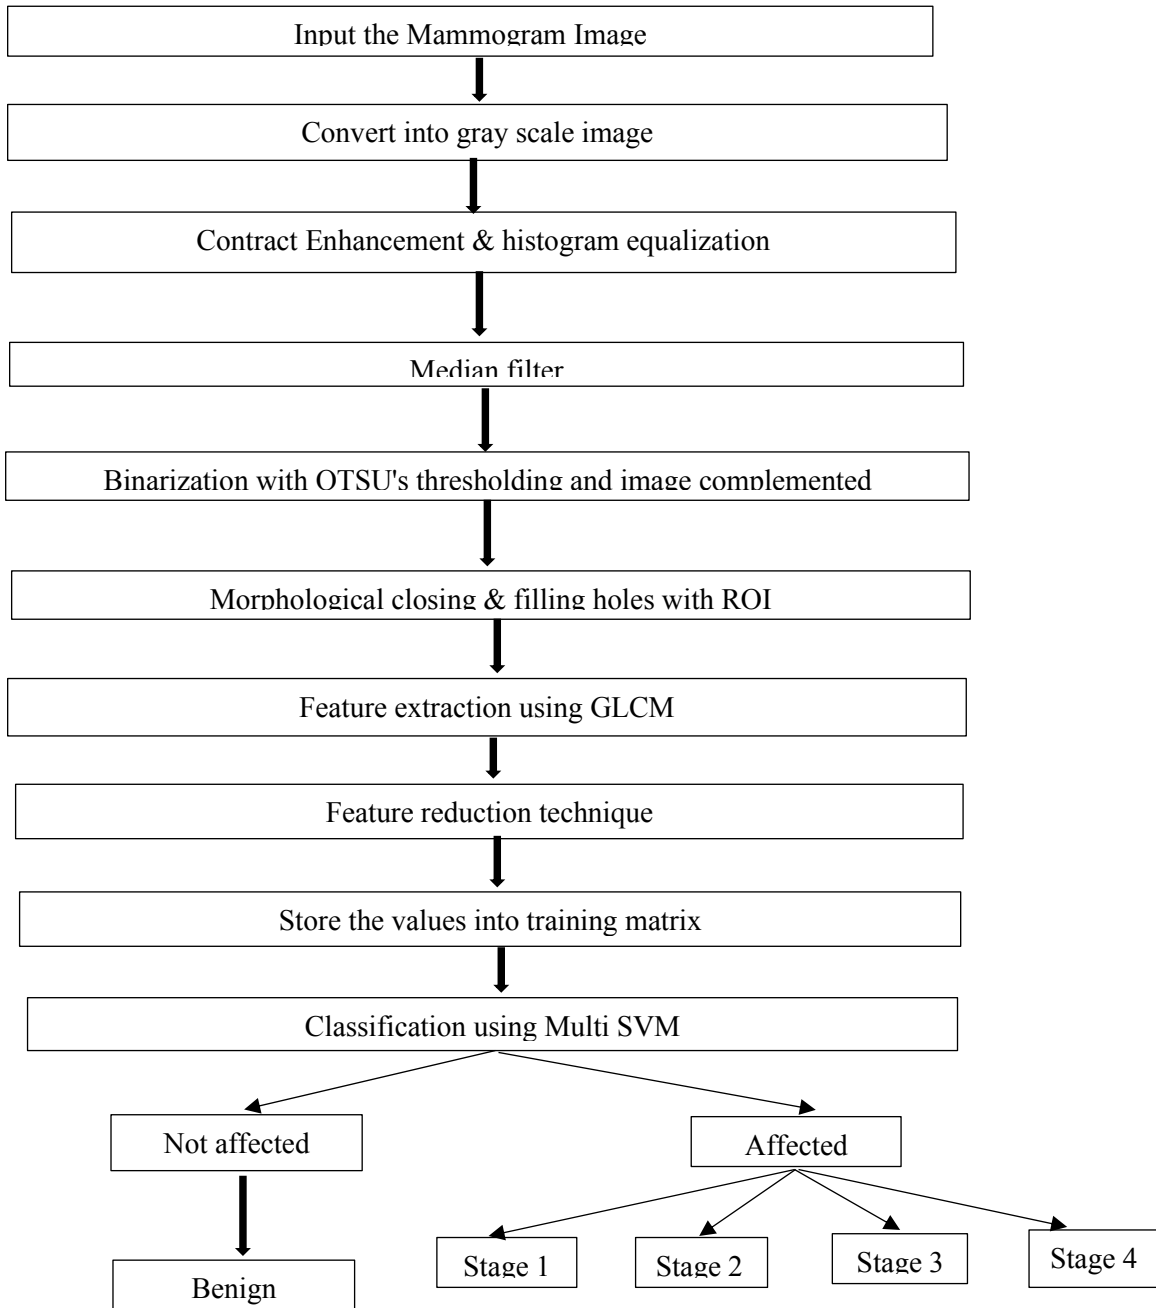 Input the Mammogram Image
Convert into gray scale image
Contract Enhancement & histogram equalization
Median filter
Binarization with OTSU's thresholding and image complemented
Morphological closing & filling holes with ROI
Feature extraction using GLCM
Feature reduction technique
Store the values into training matrix
Classification using Multi SVM
Not affected
Affected
Stage 1
Stage 2
Stage 3
Stage 4
Benign